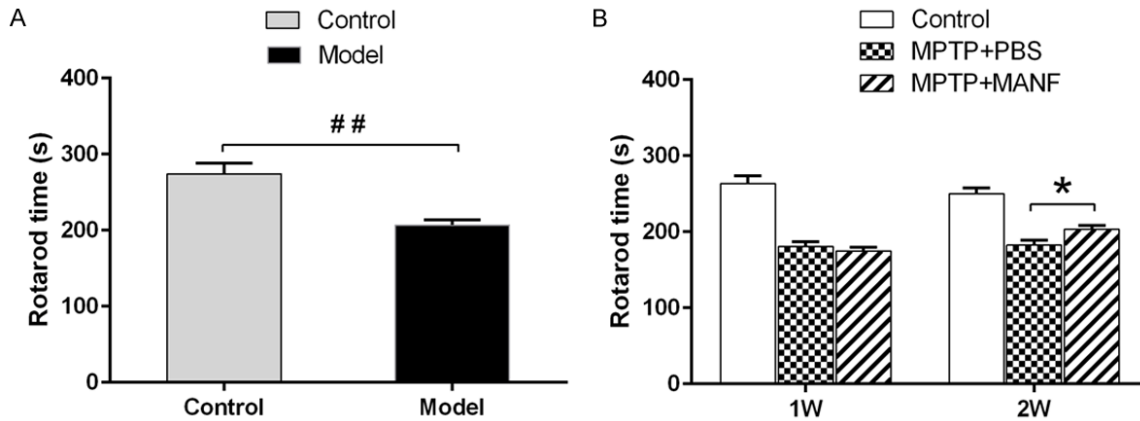 A
Control
Model
Rotarod time (s)
400
300
200
100
0
##
Control
Model
B
Control
MPTP+PBS
MPTP+MANF
Rotarod time (s)
400
300
200
100
0
*
1W
2W